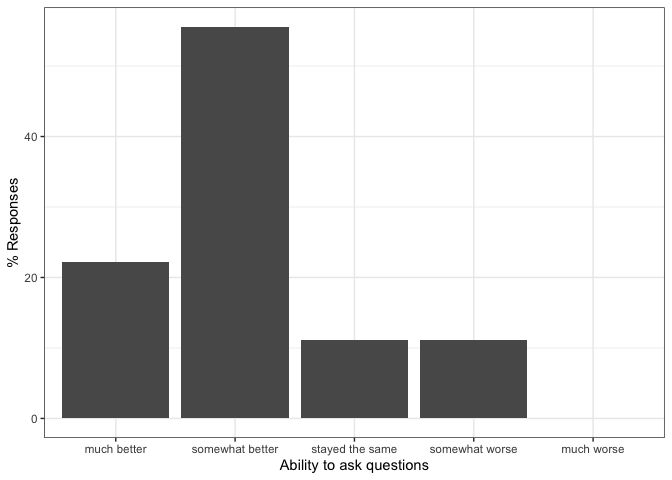 % Responses
40
20
0
much better somewhat better stayed the same somewhat worse much worse
Ability to ask questions